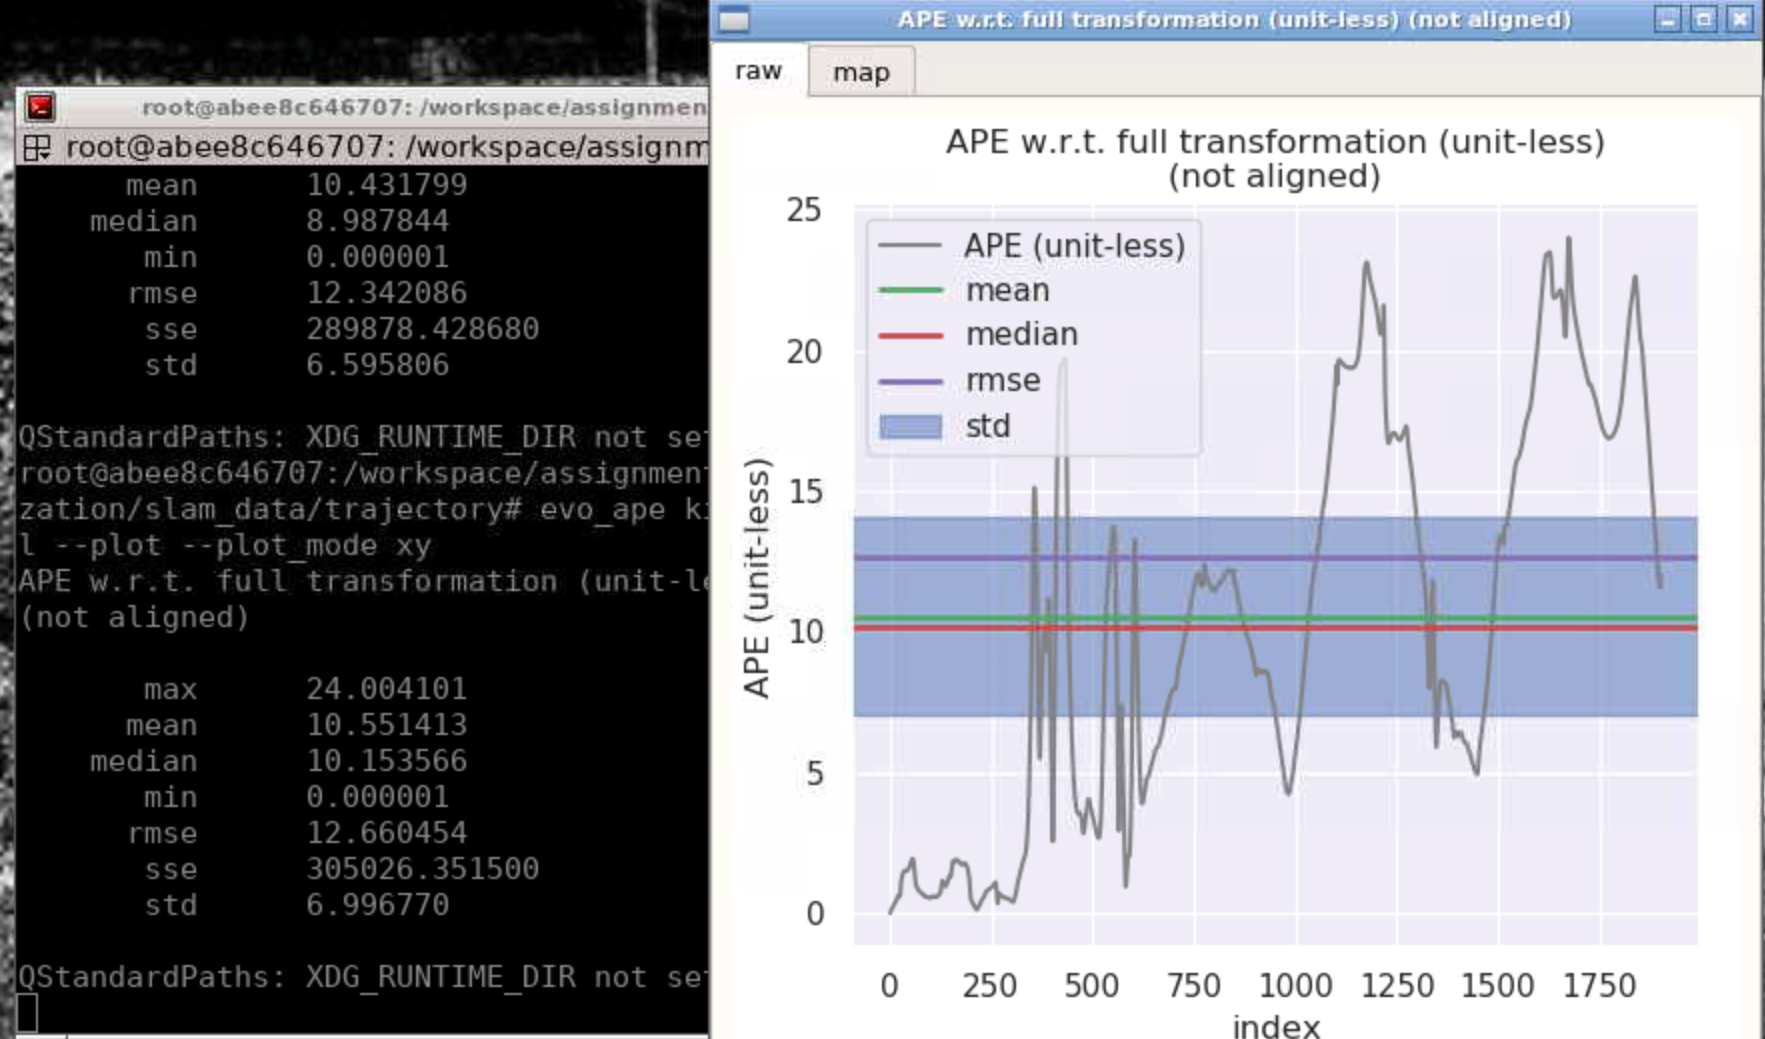 root@abee8c646707: /workspace/assignmen
root@abee8c646707: /workspace/assignm
mean 10.431799
median 8.987844
min 0.000001
rmse 12.342086
sse 289878.428680
std 6.595806
QStandardPaths: XDG_RUNTIME_DIR not se
root@abee8c646707:/workspace/assignmen
zation/slam_data/trajectory# evo_ape k
l --plot --plot_mode xy
APE w.r.t. full transformation (unit-l
(not aligned)
max 24.004101
mean 10.551413
median 10.153566
min 0.000001
rmse 12.660454
sse 305026.351500
std 6.996770
QStandardPaths: XDG_RUNTIME_DIR not se
APE w.r.t. full transformation (unit-less) (not aligned)
raw map
APE w.r.t. full transformation (unit-less)
(not aligned)
APE (unit-less)
mean
median
rmse
std
APE (unit-less)
25
20
15
10
5
0
0 250 500 750 1000 1250 1500 1750
index